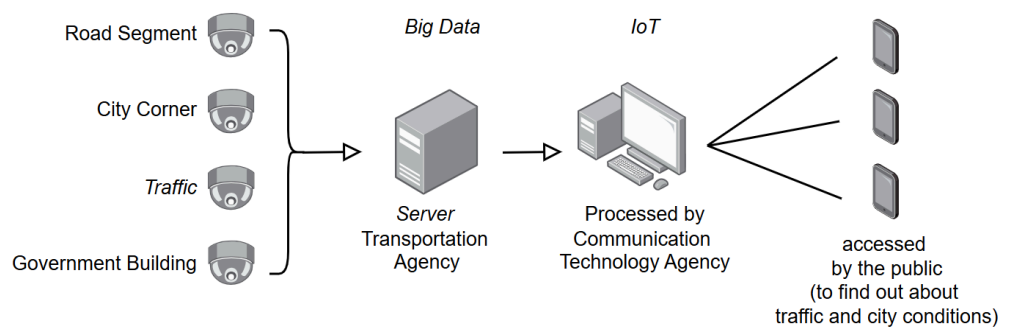 Road Segment
City Corner
Traffic
Government Building
Big Data
Server
Transportation
Agency
IoT
Processed by
Communication
Technology Agency
accessed
by the public
(to find out about
traffic and city conditions)